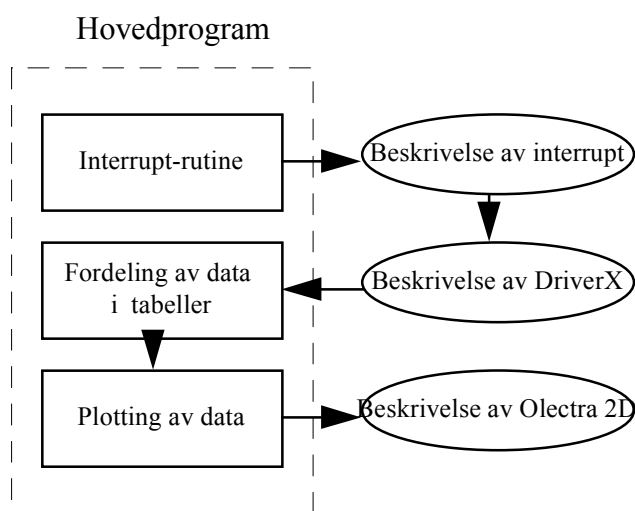 Hovedprogram
Interrupt-rutine
Beskrivelse av interrupt
Fordeling av data
i tabeller
Beskrivelse av DriverX
Plotting av data
Beskrivelse av Olectra 2D